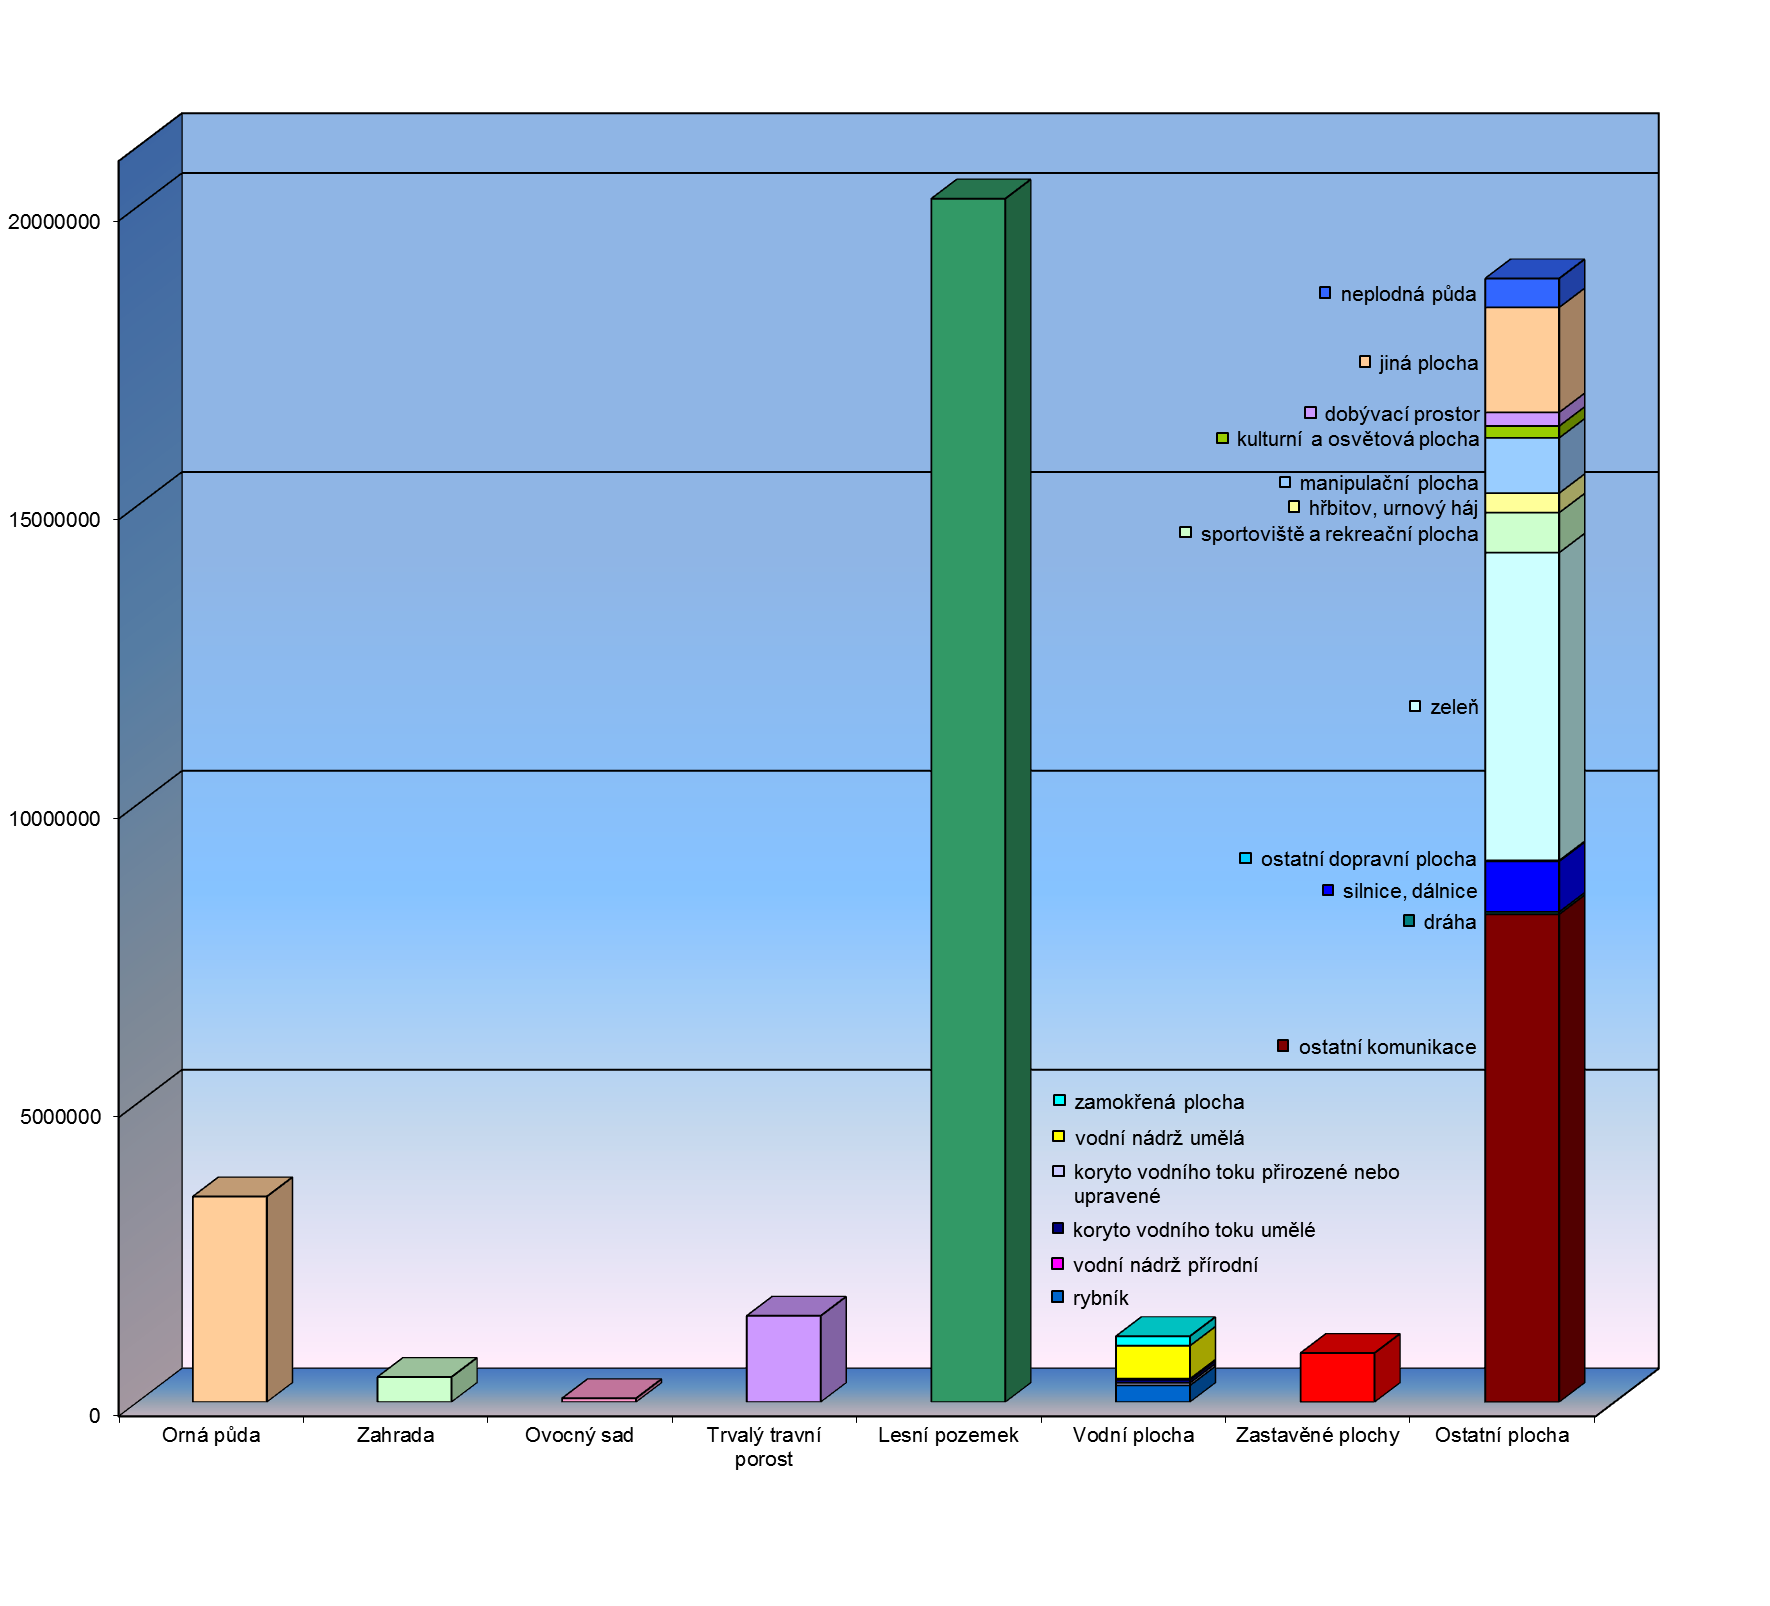 20000000
15000000
10000000
5000000
0
neplodná půda
jiná plocha
dobývací prostor
kulturní a osvětová plocha
manipulační plocha
hřbitov, urnový háj
sportoviště a rekreační plocha
zeleň
ostatní dopravní plocha
silnice, dálnice
dráha
ostatní komunikace
zamokřená plocha
vodní nádrž umělá
koryto vodního toku přirozené nebo
upravené
koryto vodního toku umělé
vodní nádrž přírodní
rybník
Orná půda
Zahrada
Ovocný sad
Trvalý travní
porost
Lesní pozemek
Vodní plocha
Zastavěné plochy
Ostatní plocha